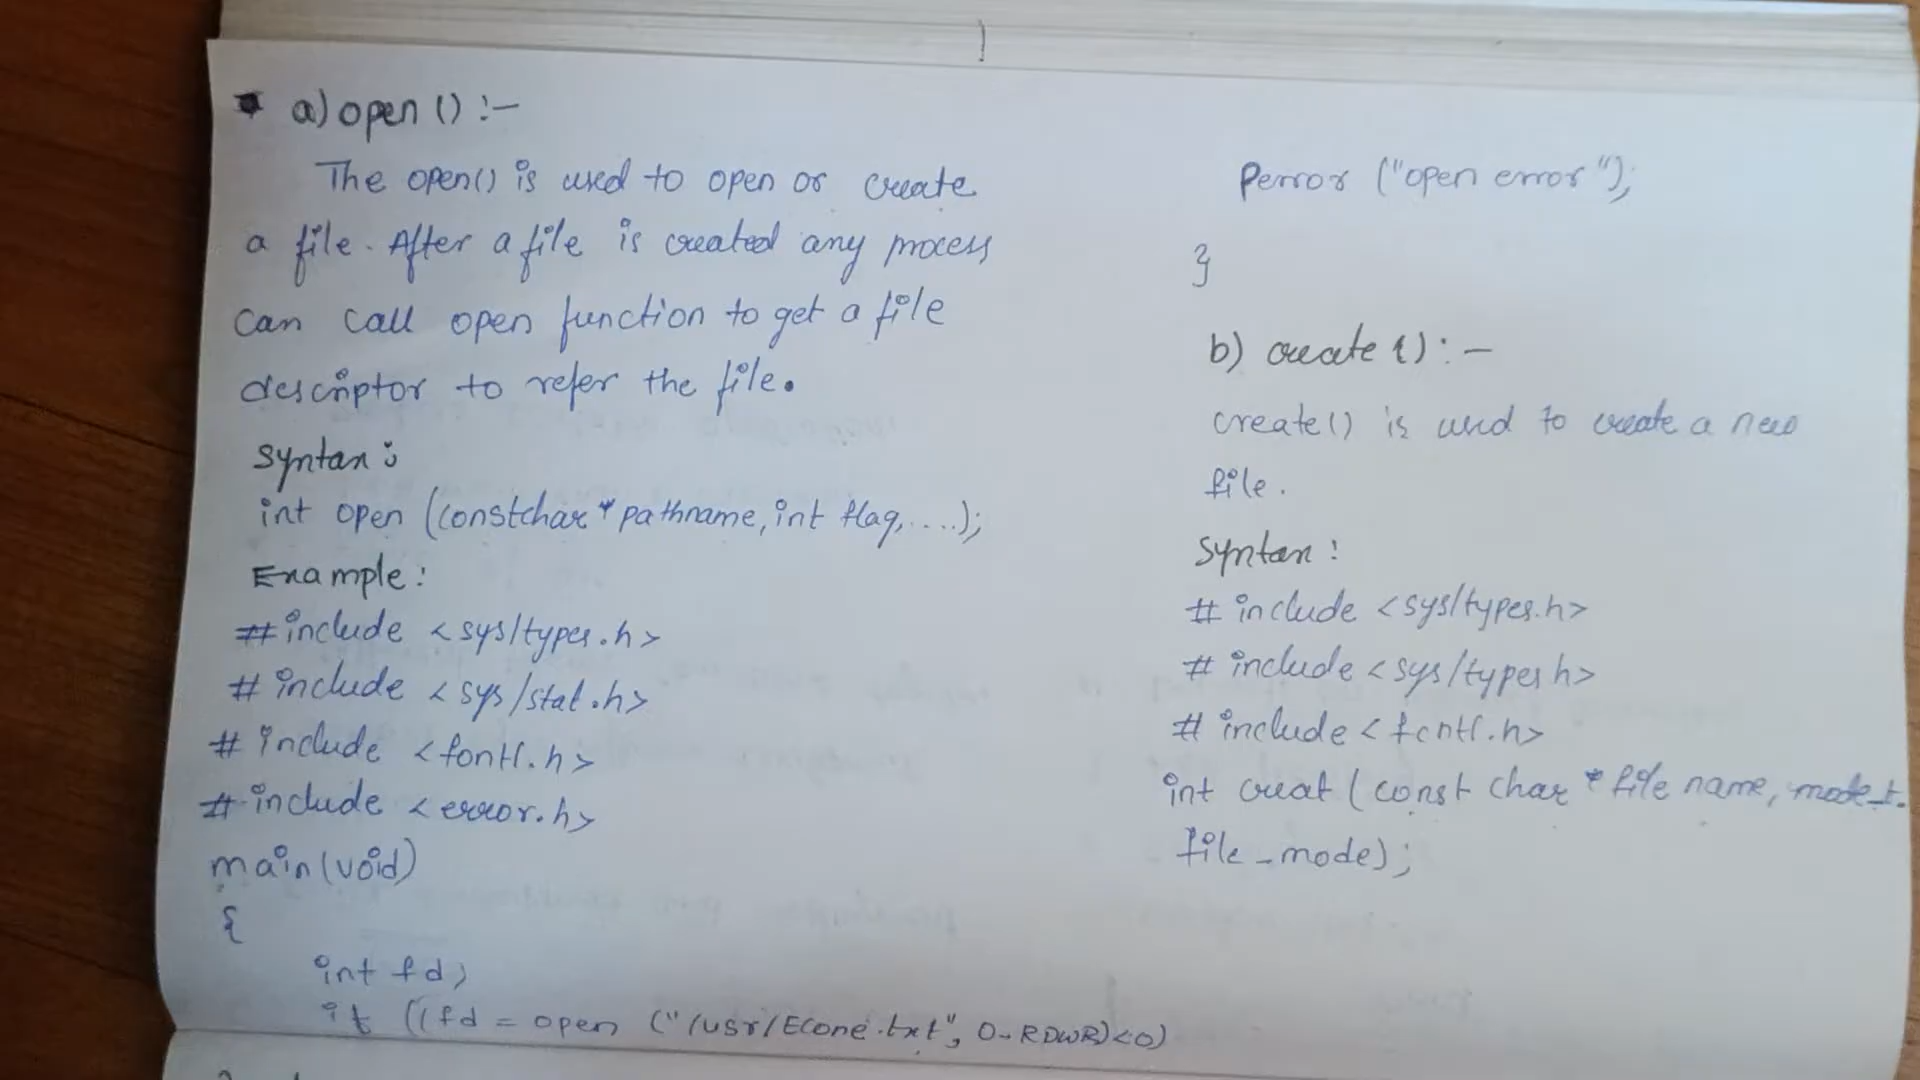 a) open () :-
The open() is used to open or create
a file. After a file is created any process
can call open function to get a file
descriptor to refer the file.
Syntax :
int open (constchar * pathname, int flag, ....);
Example :
# include <sys/types.h>
# include <sys/stat.h>
# include <fcntl.h>
# include <error.h>
main (void)
{
int fd;
if ((fd = open ("/usr/Econe.txt", O-RDWR)<0)
Perror ("open error");
}
b) create () : -
create() is used to create a new
file.
Syntax :
# include <sys/types.h>
# include <sys/types h>
# include < fcntl.h>
int creat (const char * file name, mode_t.
file_mode);